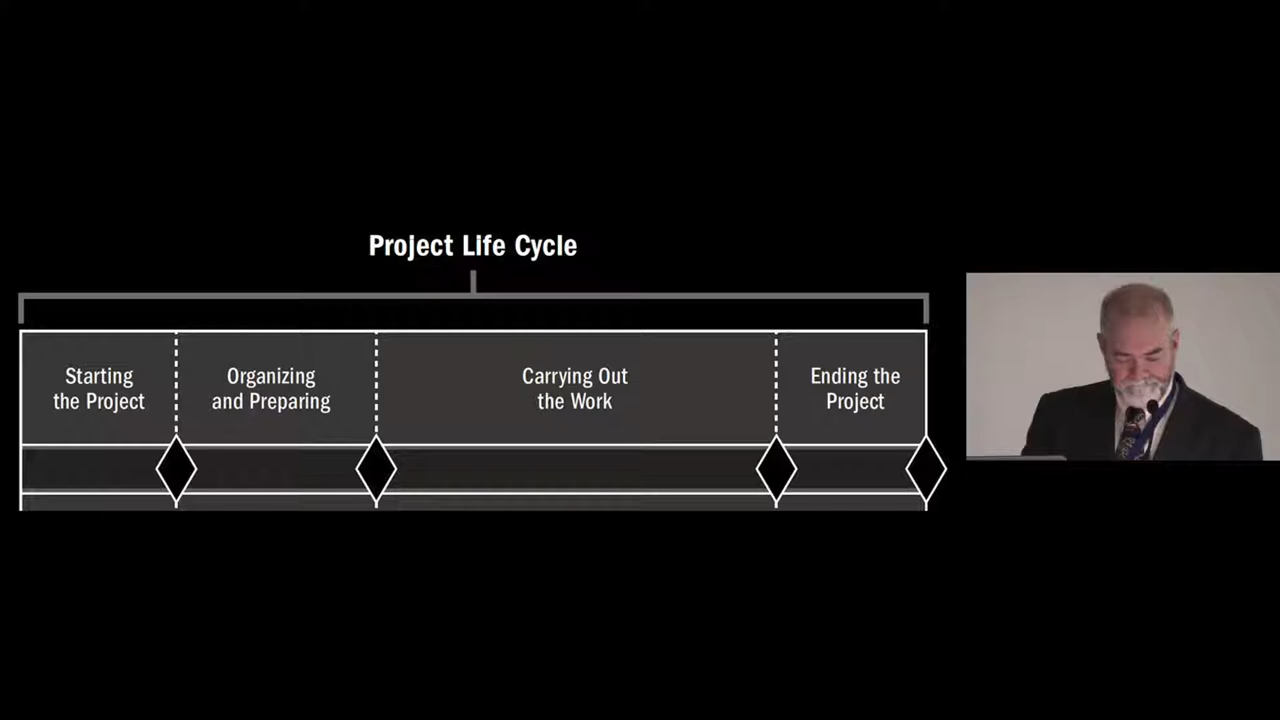 Project Life Cycle
Starting
the Project
Organizing
and Preparing
Carrying Out
the Work
Ending the
Project